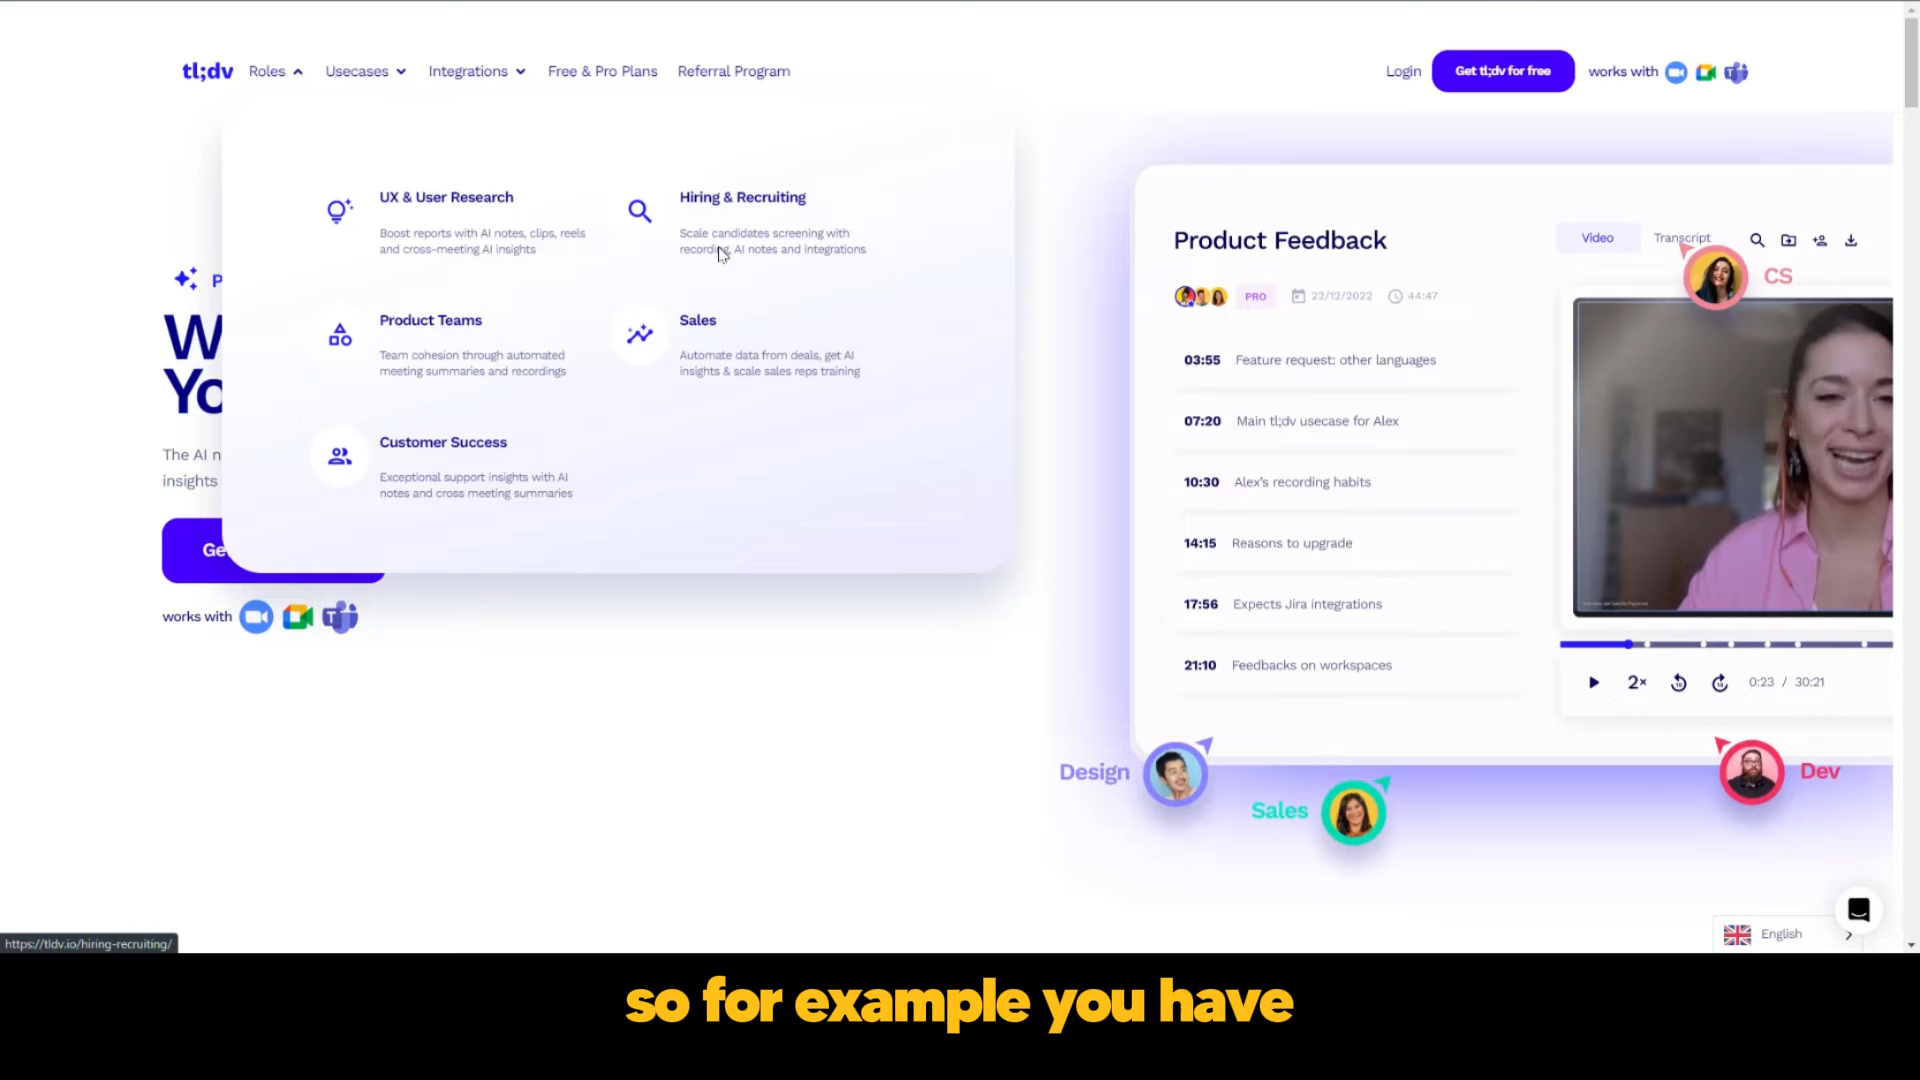 tl;dv Roles Usecases Integrations Free & Pro Plans Referral Program Login Get tl;dv for free works with
UX & User Research
Boost reports with AI notes, clips, reels
and cross-meeting AI insights
Hiring & Recruiting
Scale candidates screening with
recording, AI notes and integrations
Product Teams
Team cohesion through automated
meeting summaries and recordings
Sales
Automate data from deals, get AI
insights & scale sales reps training
Customer Success
Exceptional support insights with AI
notes and cross meeting summaries
P
W
Yo
The AI n
insights
Ge
works with
Product Feedback
Video Transcript
CS
PRO 22/12/2022 44:47
03:55 Feature request: other languages
07:20 Main tl;dv usecase for Alex
10:30 Alex's recording habits
14:15 Reasons to upgrade
17:56 Expects Jira integrations
21:10 Feedbacks on workspaces
2× 0:23 / 30:21
Design
Sales
Dev
English
https://tldv.io/hiring-recruiting/
so for example you have